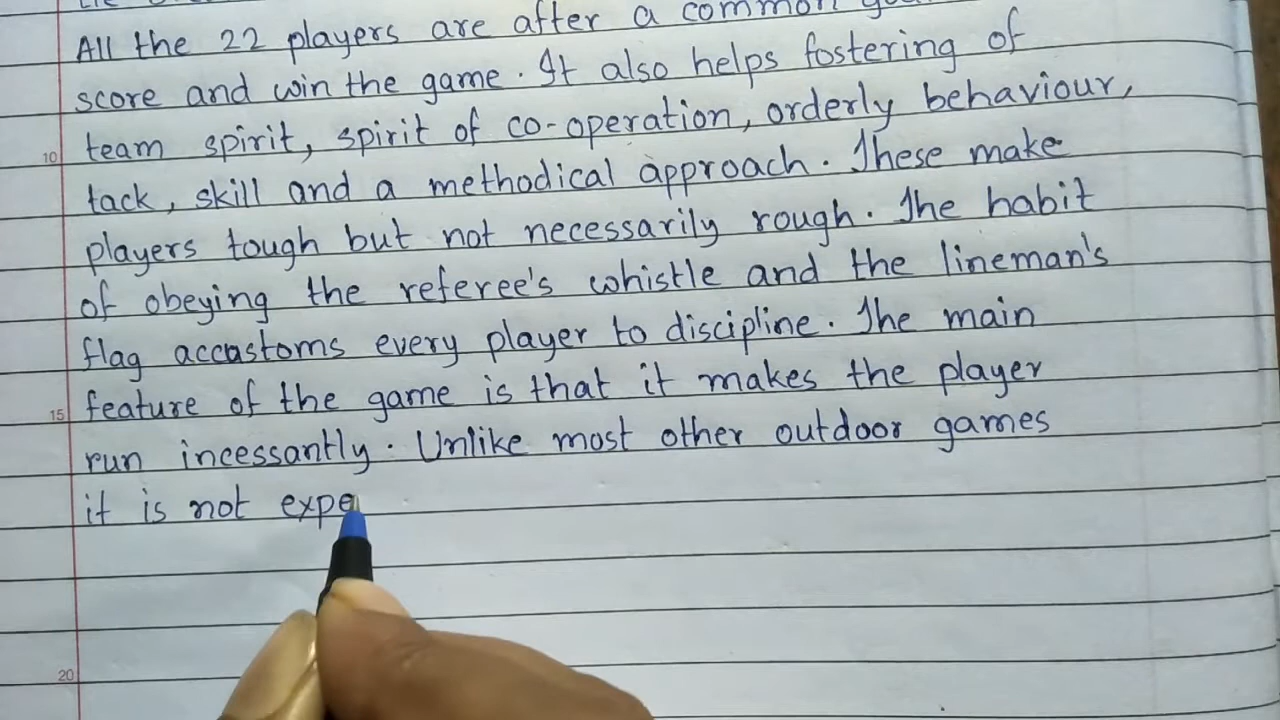 All the 22 players are after a common
score and win the game. It also helps fostering of
team spirit, spirit of co-operation, orderly behaviour,
10
tack, skill and a methodical approach. These make
players tough but not necessarily rough. The habit
of obeying the referee's whistle and the lineman's
flag accastoms every player to discipline. The main
feature of the game is that it makes the player
15
run incessantly. Unlike most other outdoor games
it is not expe
20